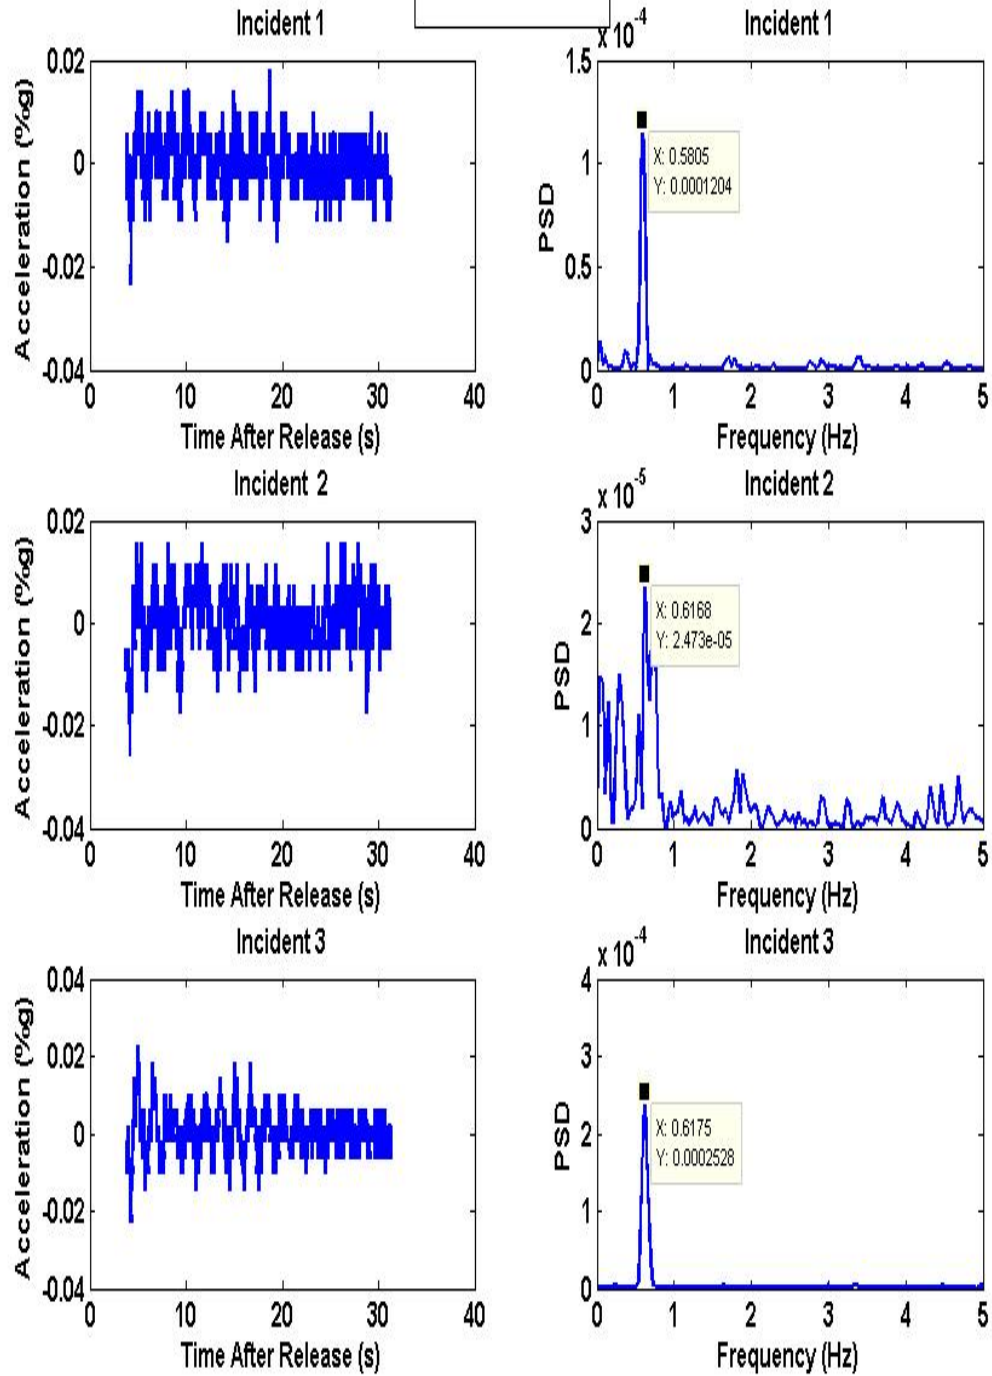 Incident 1
0.02
0
-0.02
-0.04
Acceleration (%g)
0 10 20 30 40
Time After Release (s)
Incident 1
x 10-4
1.5
1
0.5
0
PSD
X: 0.5805
Y: 0.0001204
0 1 2 3 4 5
Frequency (Hz)
Incident 2
0.02
0
-0.02
-0.04
Acceleration (%g)
0 10 20 30 40
Time After Release (s)
Incident 2
x 10-5
3
2
1
0
PSD
X: 0.6168
Y: 2.473e-05
0 1 2 3 4 5
Frequency (Hz)
Incident 3
0.04
0.02
0
-0.02
-0.04
Acceleration (%g)
0 10 20 30 40
Time After Release (s)
Incident 3
x 10-4
4
3
2
1
0
PSD
X: 0.6175
Y: 0.0002528
0 1 2 3 4 5
Frequency (Hz)